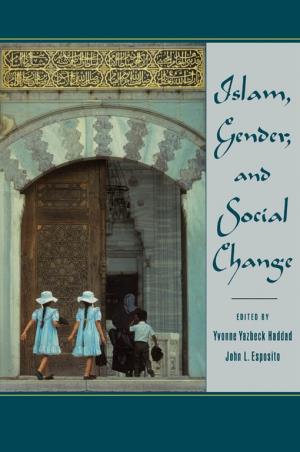 Islam,
Gender,
and
Social
Change
EDITED BY
Yvonne Yazbeck Haddad
John L. Esposito